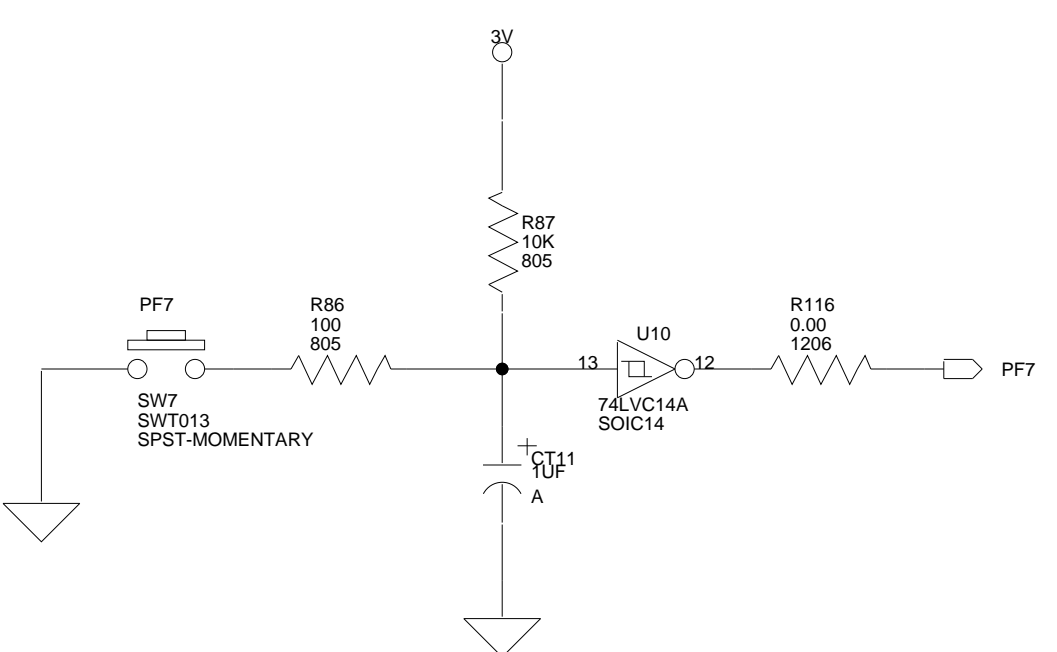 3V
R87
10K
805
PF7
R86
100
805
R116
0.00
1206
U10
13
12
PF7
SW7
SWT013
SPST-MOMENTARY
74LVC14A
SOIC14
+
CT11
1UF
A